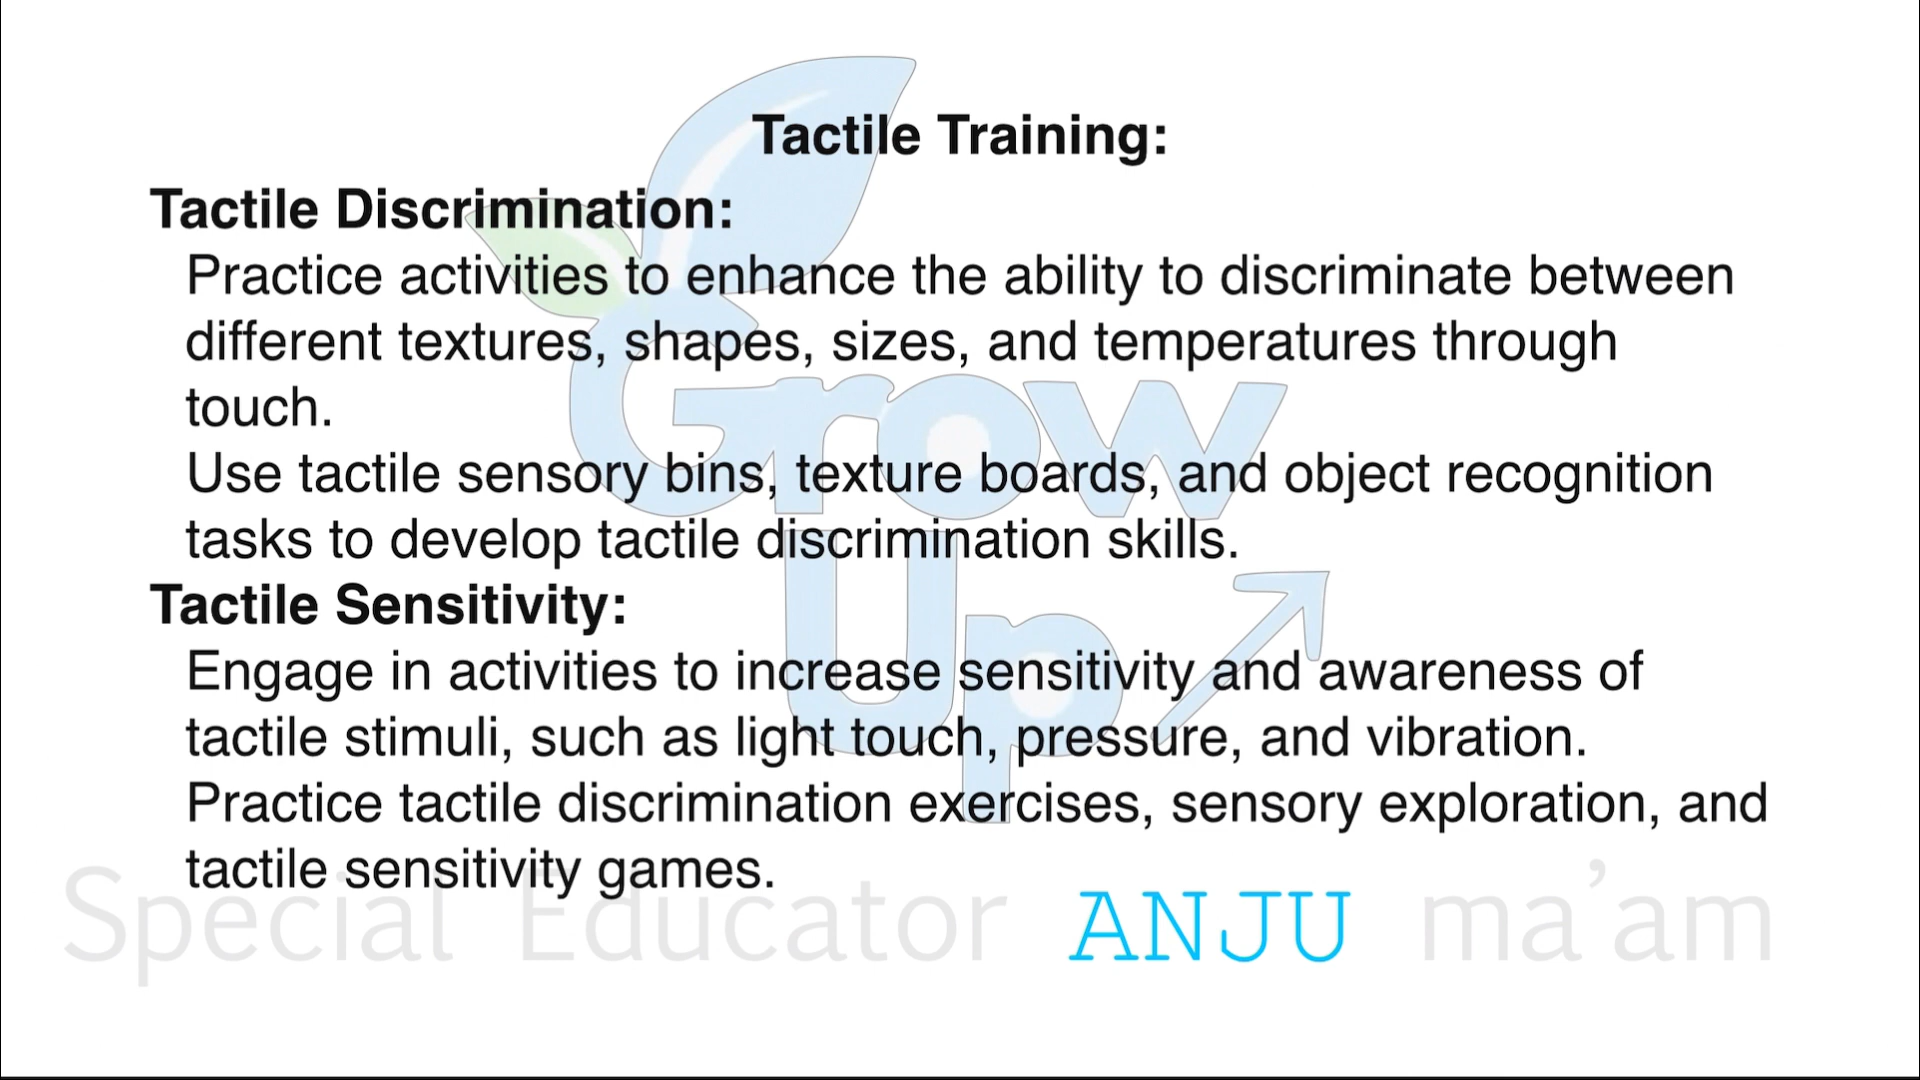 Tactile Training:
Tactile Discrimination:
Practice activities to enhance the ability to discriminate between
different textures, shapes, sizes, and temperatures through
touch.
Use tactile sensory bins, texture boards, and object recognition
tasks to develop tactile discrimination skills.
Tactile Sensitivity:
Engage in activities to increase sensitivity and awareness of
tactile stimuli, such as light touch, pressure, and vibration.
Practice tactile discrimination exercises, sensory exploration, and
tactile sensitivity games.
Special Educator ANJU ma’am
Grow
Up